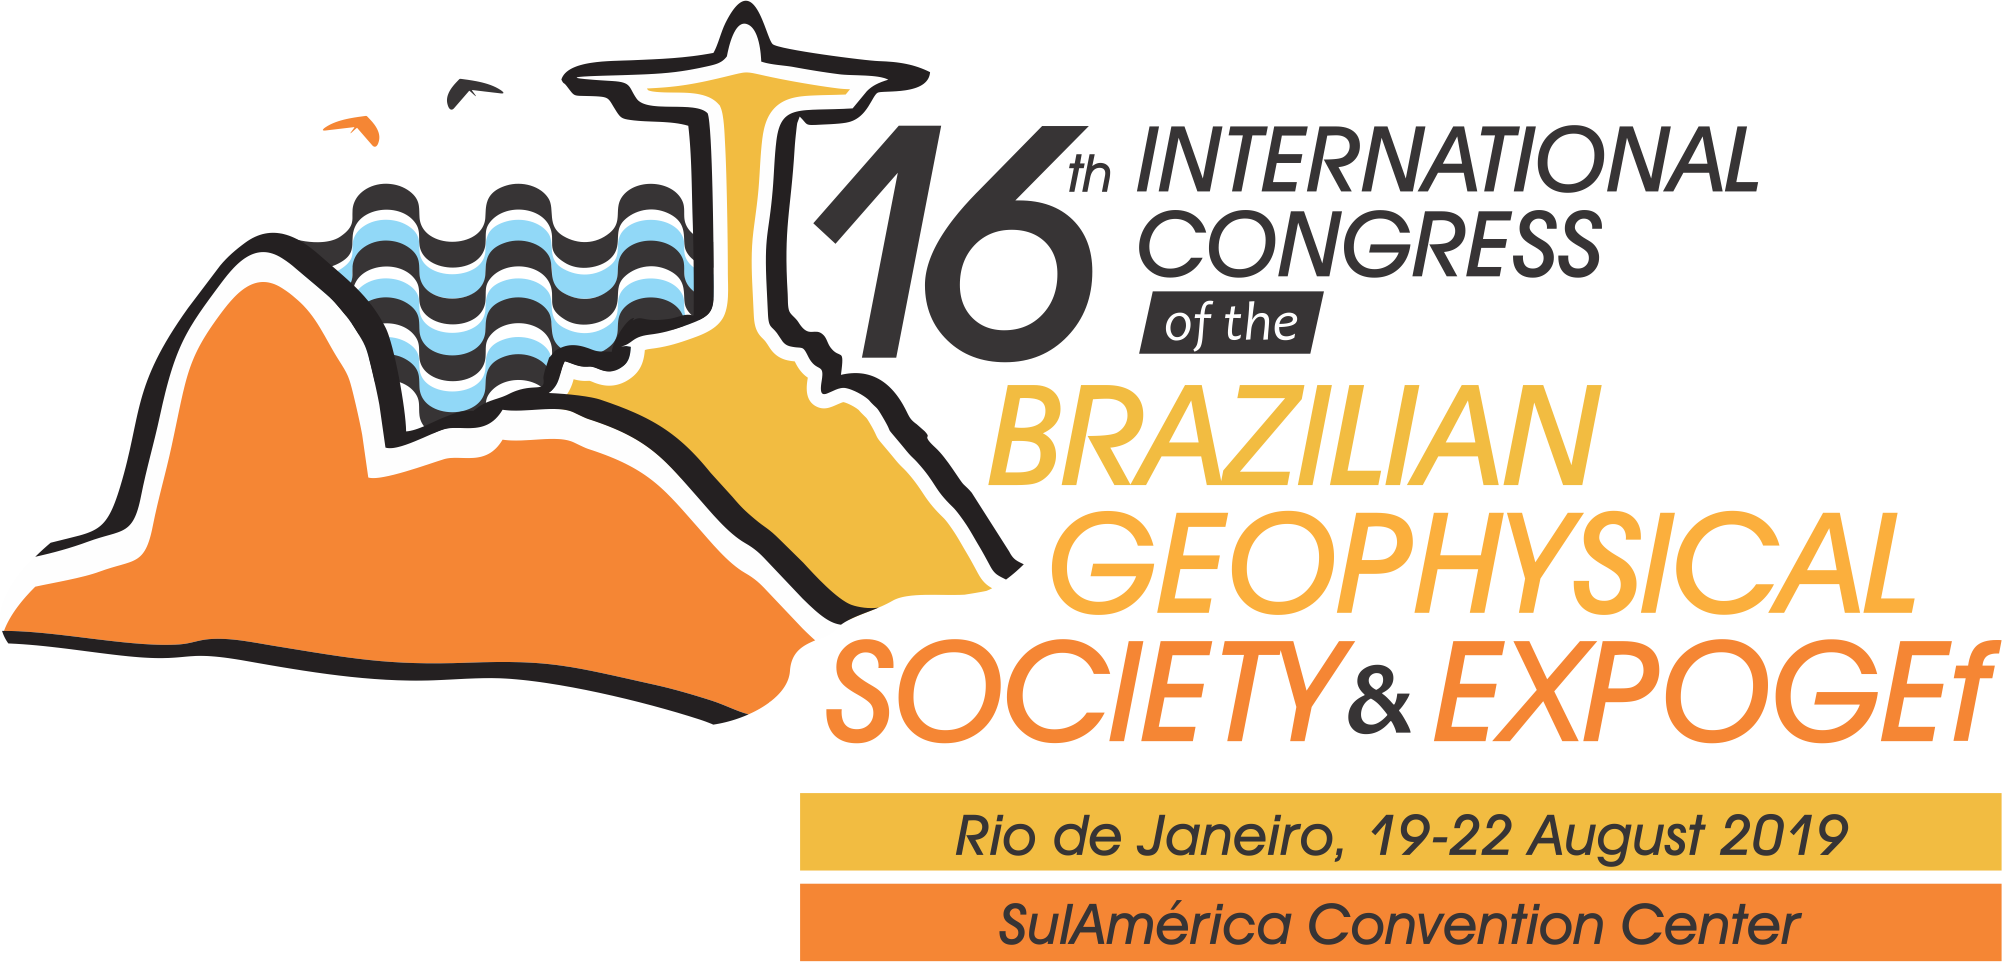 16th INTERNATIONAL
CONGRESS
of the
BRAZILIAN
GEOPHYSICAL
SOCIETY & EXPOGEf
Rio de Janeiro, 19-22 August 2019
SulAmérica Convention Center